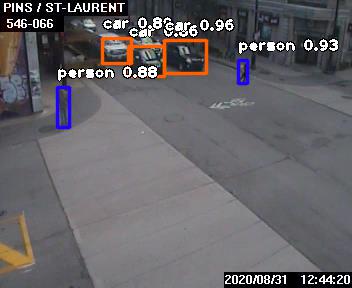 PINS / ST-LAURENT
546-066
car 0.96
person 0.93
person 0.88
2020/08/31 12:44:20